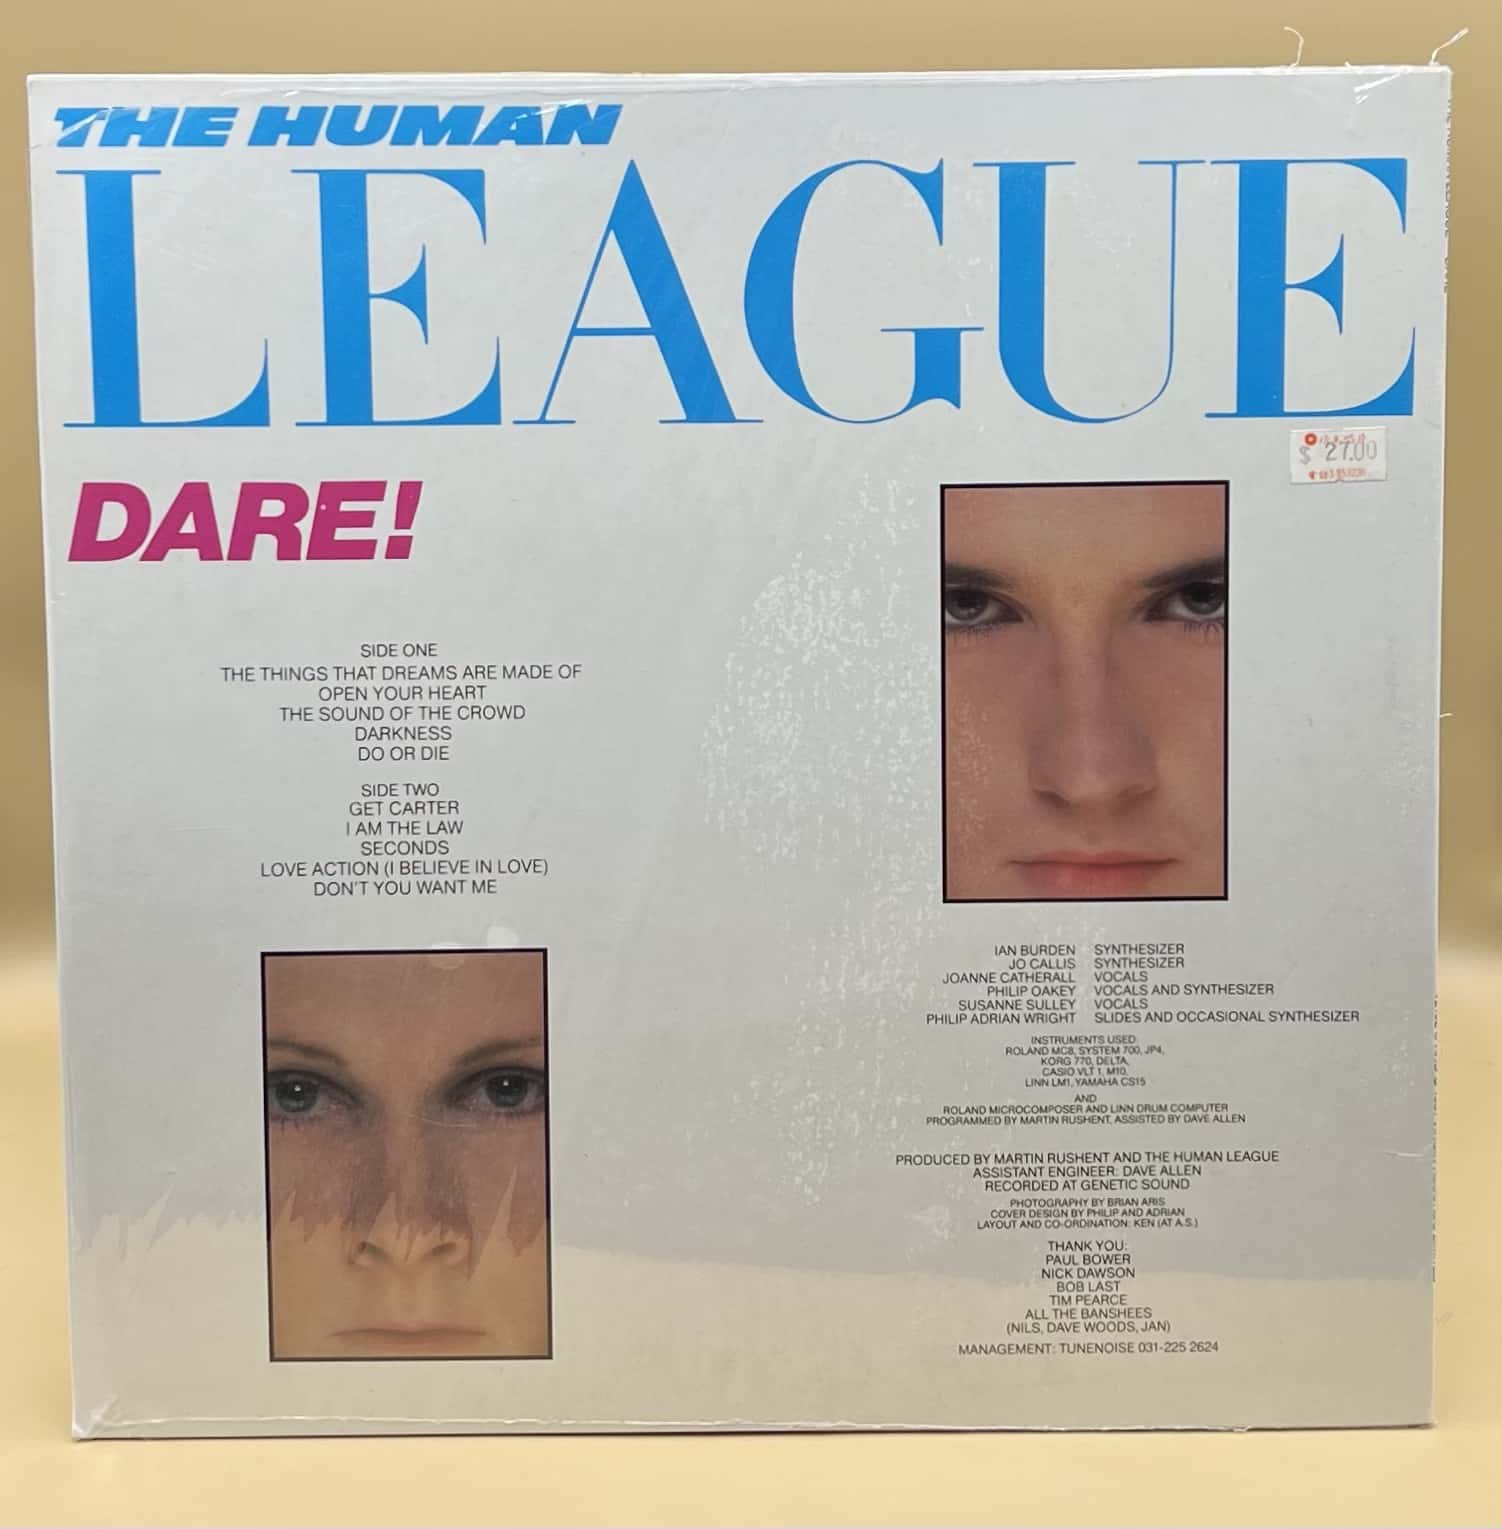 THE HUMAN
LEAGUE
$ 27.00
DARE!
SIDE ONE
THE THINGS THAT DREAMS ARE MADE OF
OPEN YOUR HEART
THE SOUND OF THE CROWD
DARKNESS
DO OR DIE
SIDE TWO
GET CARTER
I AM THE LAW
SECONDS
LOVE ACTION (I BELIEVE IN LOVE)
DON'T YOU WANT ME
IAN BURDEN SYNTHESIZER
JO CALLIS SYNTHESIZER
JOANNE CATHERALL VOCALS
PHILIP OAKEY VOCALS AND SYNTHESIZER
SUSANNE SULLEY VOCALS
PHILIP ADRIAN WRIGHT SLIDES AND OCCASIONAL SYNTHESIZER
INSTRUMENTS USED
ROLAND MC8, SYSTEM 700, JP4,
KORG 770, DELTA,
CASIO VLT 1, M10,
LINN LM1, YAMAHA CS15
AND
ROLAND MICROCOMPOSER AND LINN DRUM COMPUTER
PROGRAMMED BY MARTIN RUSHENT, ASSISTED BY DAVE ALLEN
PRODUCED BY MARTIN RUSHENT AND THE HUMAN LEAGUE
ASSISTANT ENGINEER: DAVE ALLEN
RECORDED AT GENETIC SOUND
PHOTOGRAPHY BY BRIAN ARIS
COVER DESIGN BY PHILIP AND ADRIAN
LAYOUT AND CO-ORDINATION: KEN (AT A.S.)
THANK YOU:
PAUL BOWER
NICK DAWSON
BOB LAST
TIM PEARCE
ALL THE BANSHEES
(NILS, DAVE WOODS, JAN)
MANAGEMENT: TUNENOISE 031-225 2624